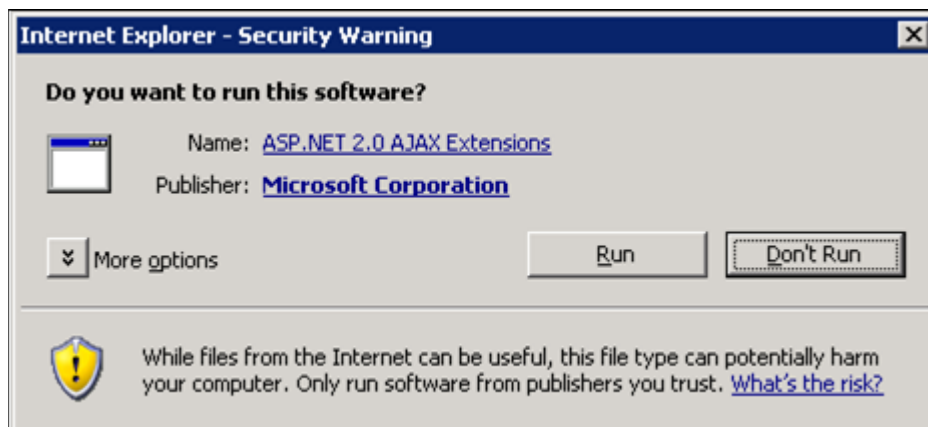 Internet Explorer - Security Warning
Do you want to run this software?
Name: ASP.NET 2.0 AJAX Extensions
Publisher: Microsoft Corporation
More options
Run
Don't Run
While files from the Internet can be useful, this file type can potentially harm
your computer. Only run software from publishers you trust. What's the risk?